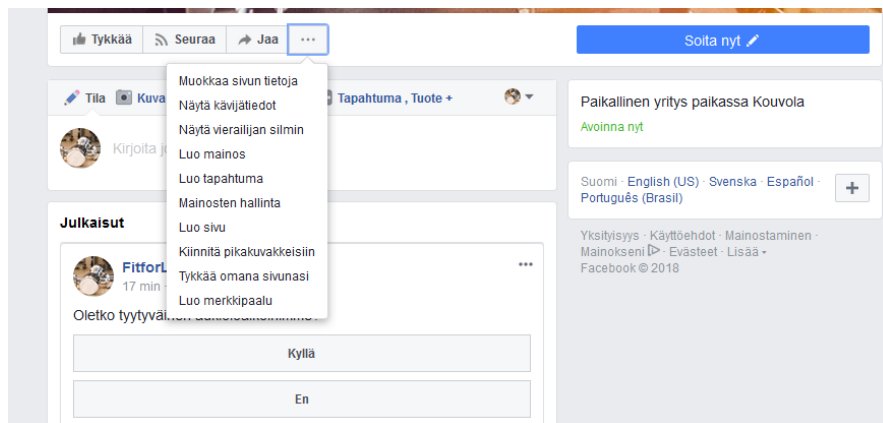 Tykkää Seuraa Jaa ...
Soita nyt
Muokkaa sivun tietoja
Näytä kävijätiedot
Näytä vierailijan silmin
Luo mainos
Luo tapahtuma
Mainosten hallinta
Luo sivu
Kiinnitä pikakuvakkeisiin
Tykkää omana sivunasi
Luo merkkipaalu
Tila Kuva Tapahtuma , Tuote +
Kirjoita
Julkaisut
17 min
Oletko
Kyllä
En
Paikallinen yritys paikassa Kouvola
Avoinna nyt
Suomi · English (US) · Svenska · Español ·
Português (Brasil)
Yksityisyys · Käyttöehdot · Mainostaminen ·
Mainokseni · Evästeet · Lisää
Facebook © 2018